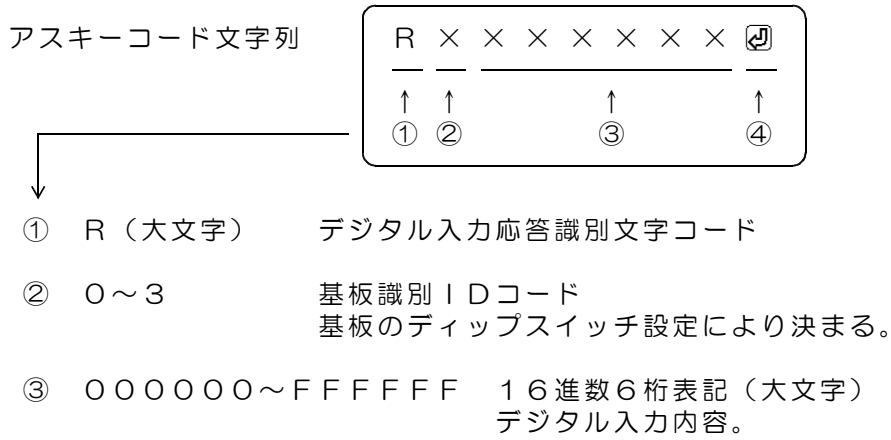 アスキーコード文字列 R × × × × × × × ⏎
↑ ↑ ↑ ↑
① ② ③ ④
① R（大文字） デジタル入力応答識別文字コード
② 0～3 基板識別IDコード
基板のディップスイッチ設定により決まる。
③ 000000～FFFFFF 16進数6桁表記（大文字）
デジタル入力内容。